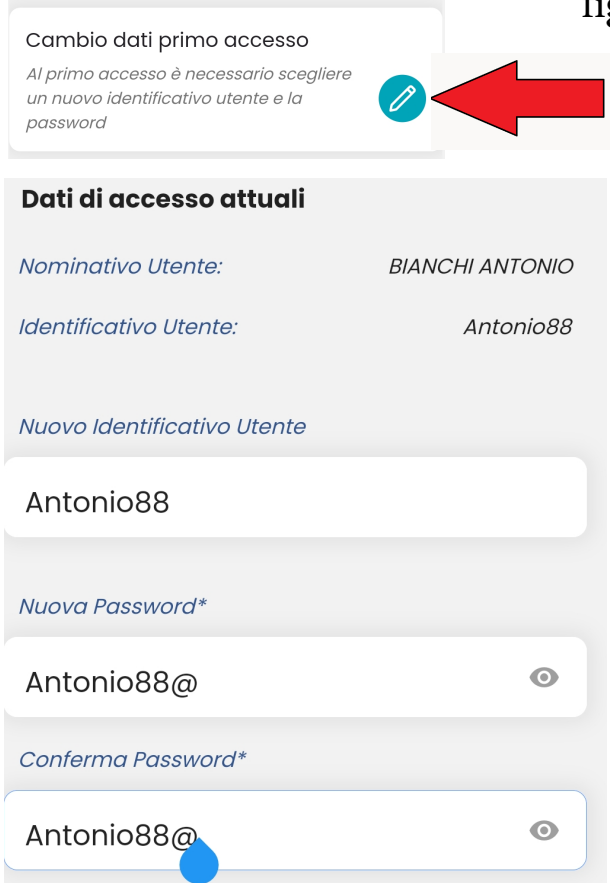 Cambio dati primo accesso
Al primo accesso è necessario scegliere
un nuovo identificativo utente e la
password
Dati di accesso attuali
Nominativo Utente: BIANCHI ANTONIO
Identificativo Utente: Antonio88
Nuovo Identificativo Utente
Antonio88
Nuova Password*
Antonio88@
Conferma Password*
Antonio88@